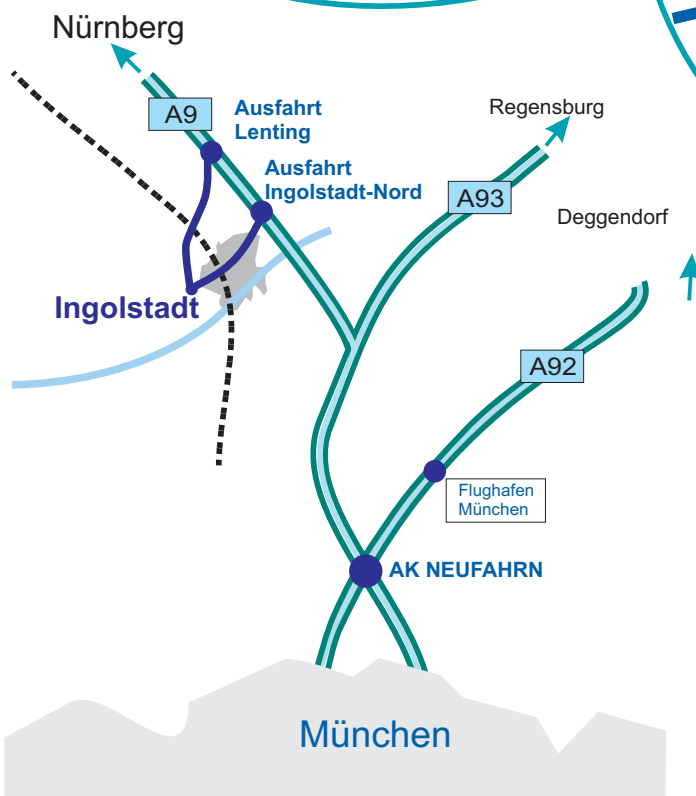 Nürnberg
A9
Ausfahrt
Lenting
Regensburg
Ausfahrt
Ingolstadt-Nord
A93
Deggendorf
Ingolstadt
A92
Flughafen
München
AK NEUFAHRN
München